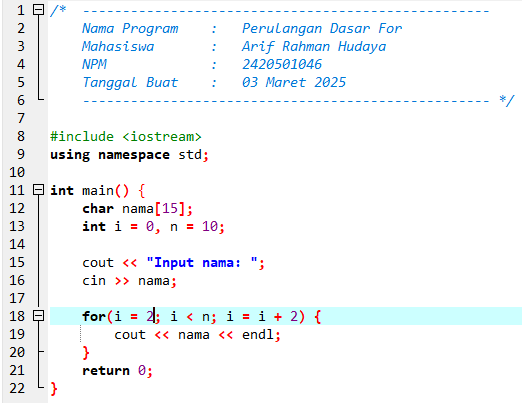 1 /* ---------------------------------------------------
2 Nama Program : Perulangan Dasar For
3 Mahasiswa : Arif Rahman Hudaya
4 NPM : 2420501046
5 Tanggal Buat : 03 Maret 2025
6 --------------------------------------------------- */
7
8 #include <iostream>
9 using namespace std;
10
11 int main() {
12 char nama[15];
13 int i = 0, n = 10;
14
15 cout << "Input nama: ";
16 cin >> nama;
17
18 for(i = 2; i < n; i = i + 2) {
19 cout << nama << endl;
20 }
21 return 0;
22 }